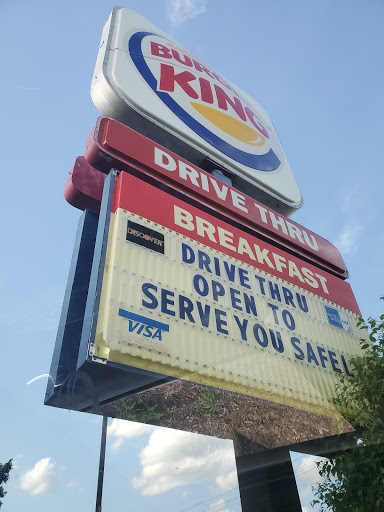 BURGER
KING
DRIVE THRU
BREAKFAST
DISCOVER
DRIVE THRU
OPEN TO
SERVE YOU SAFEL
VISA